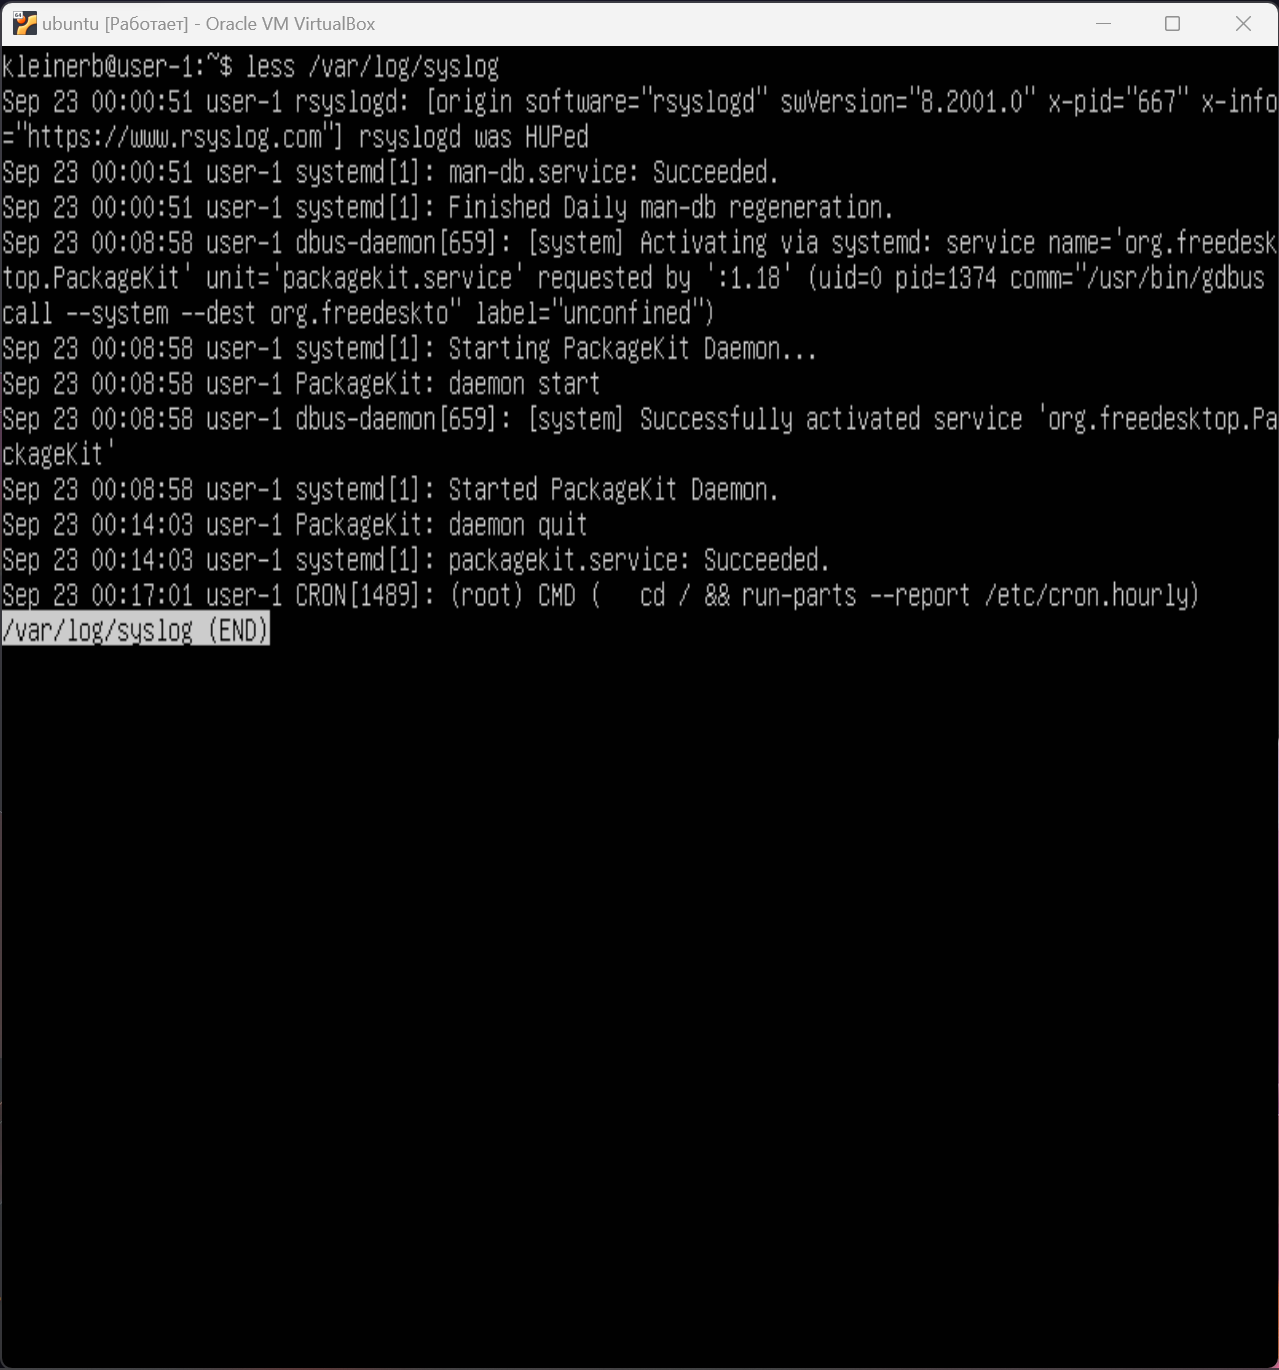 ubuntu [Работает] - Oracle VM VirtualBox
kleinerb@user-1:~$ less /var/log/syslog
Sep 23 00:00:51 user-1 rsyslogd: [origin software="rsyslogd" swVersion="8.2001.0" x-pid="667" x-info
="https://www.rsyslog.com"] rsyslogd was HUPed
Sep 23 00:00:51 user-1 systemd[1]: man-db.service: Succeeded.
Sep 23 00:00:51 user-1 systemd[1]: Finished Daily man-db regeneration.
Sep 23 00:08:58 user-1 dbus-daemon[659]: [system] Activating via systemd: service name='org.freedesk
top.PackageKit' unit='packagekit.service' requested by ':1.18' (uid=0 pid=1374 comm="/usr/bin/gdbus
call --system --dest org.freedeskto" label="unconfined")
Sep 23 00:08:58 user-1 systemd[1]: Starting PackageKit Daemon...
Sep 23 00:08:58 user-1 PackageKit: daemon start
Sep 23 00:08:58 user-1 dbus-daemon[659]: [system] Successfully activated service 'org.freedesktop.Pa
ckageKit'
Sep 23 00:08:58 user-1 systemd[1]: Started PackageKit Daemon.
Sep 23 00:14:03 user-1 PackageKit: daemon quit
Sep 23 00:14:03 user-1 systemd[1]: packagekit.service: Succeeded.
Sep 23 00:17:01 user-1 CRON[1489]: (root) CMD (   cd / && run-parts --report /etc/cron.hourly)
/var/log/syslog (END)